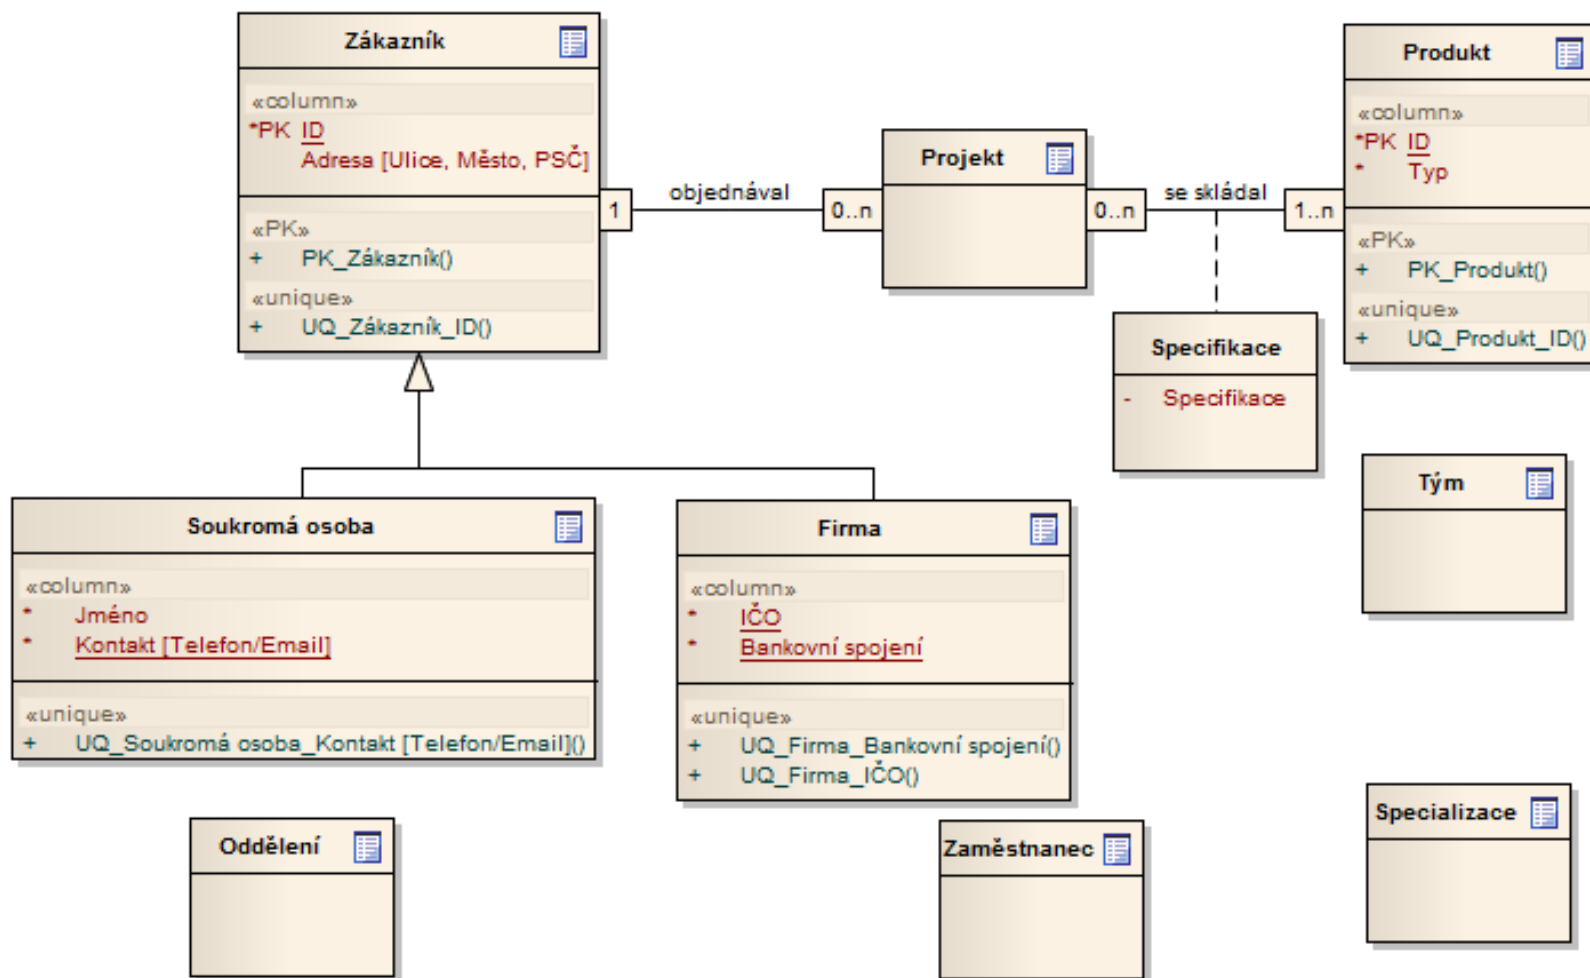 Zákazník
«column»
*PK ID
Adresa [Ulice, Město, PSČ]
«PK»
+ PK_Zákazník()
«unique»
+ UQ_Zákazník_ID()
1
objednával
0..n
Projekt
0..n
se skládal
1..n
Produkt
«column»
*PK ID
* Typ
«PK»
+ PK_Produkt()
«unique»
+ UQ_Produkt_ID()
Specifikace
- Specifikace
Tým
Soukromá osoba
«column»
* Jméno
* Kontakt [Telefon/Email]
«unique»
+ UQ_Soukromá osoba_Kontakt [Telefon/Email]()
Firma
«column»
* IČO
* Bankovní spojení
«unique»
+ UQ_Firma_Bankovní spojení()
+ UQ_Firma_IČO()
Oddělení
Zaměstnanec
Specializace